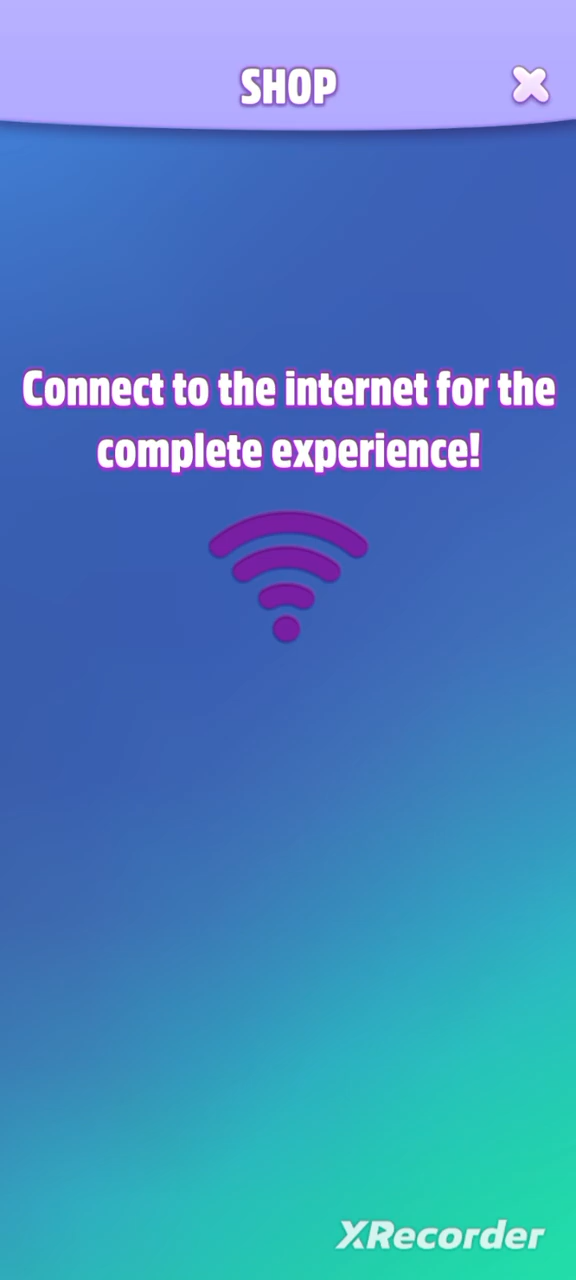 SHOP
Connect to the internet for the
complete experience!
XRecorder